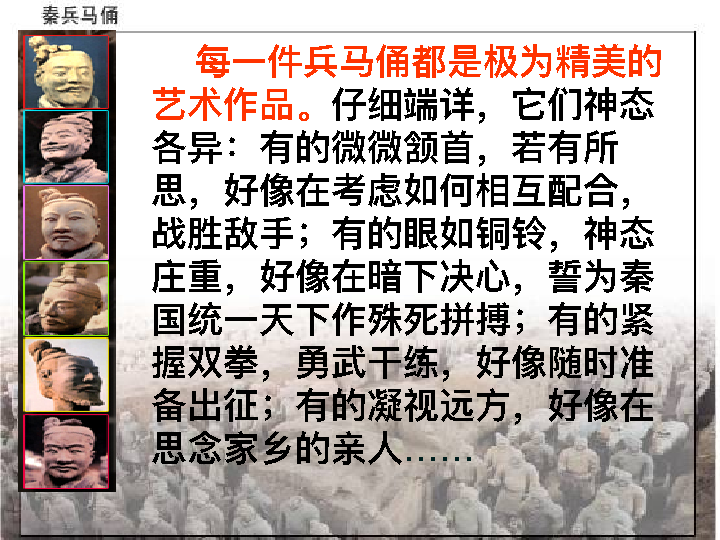 秦兵马俑
每一件兵马俑都是极为精美的
艺术作品。仔细端详，它们神态
各异：有的微微颔首，若有所
思，好像在考虑如何相互配合，
战胜敌手；有的眼如铜铃，神态
庄重，好像在暗下决心，誓为秦
国统一天下作殊死拼搏；有的紧
握双拳，勇武干练，好像随时准
备出征；有的凝视远方，好像在
思念家乡的亲人……